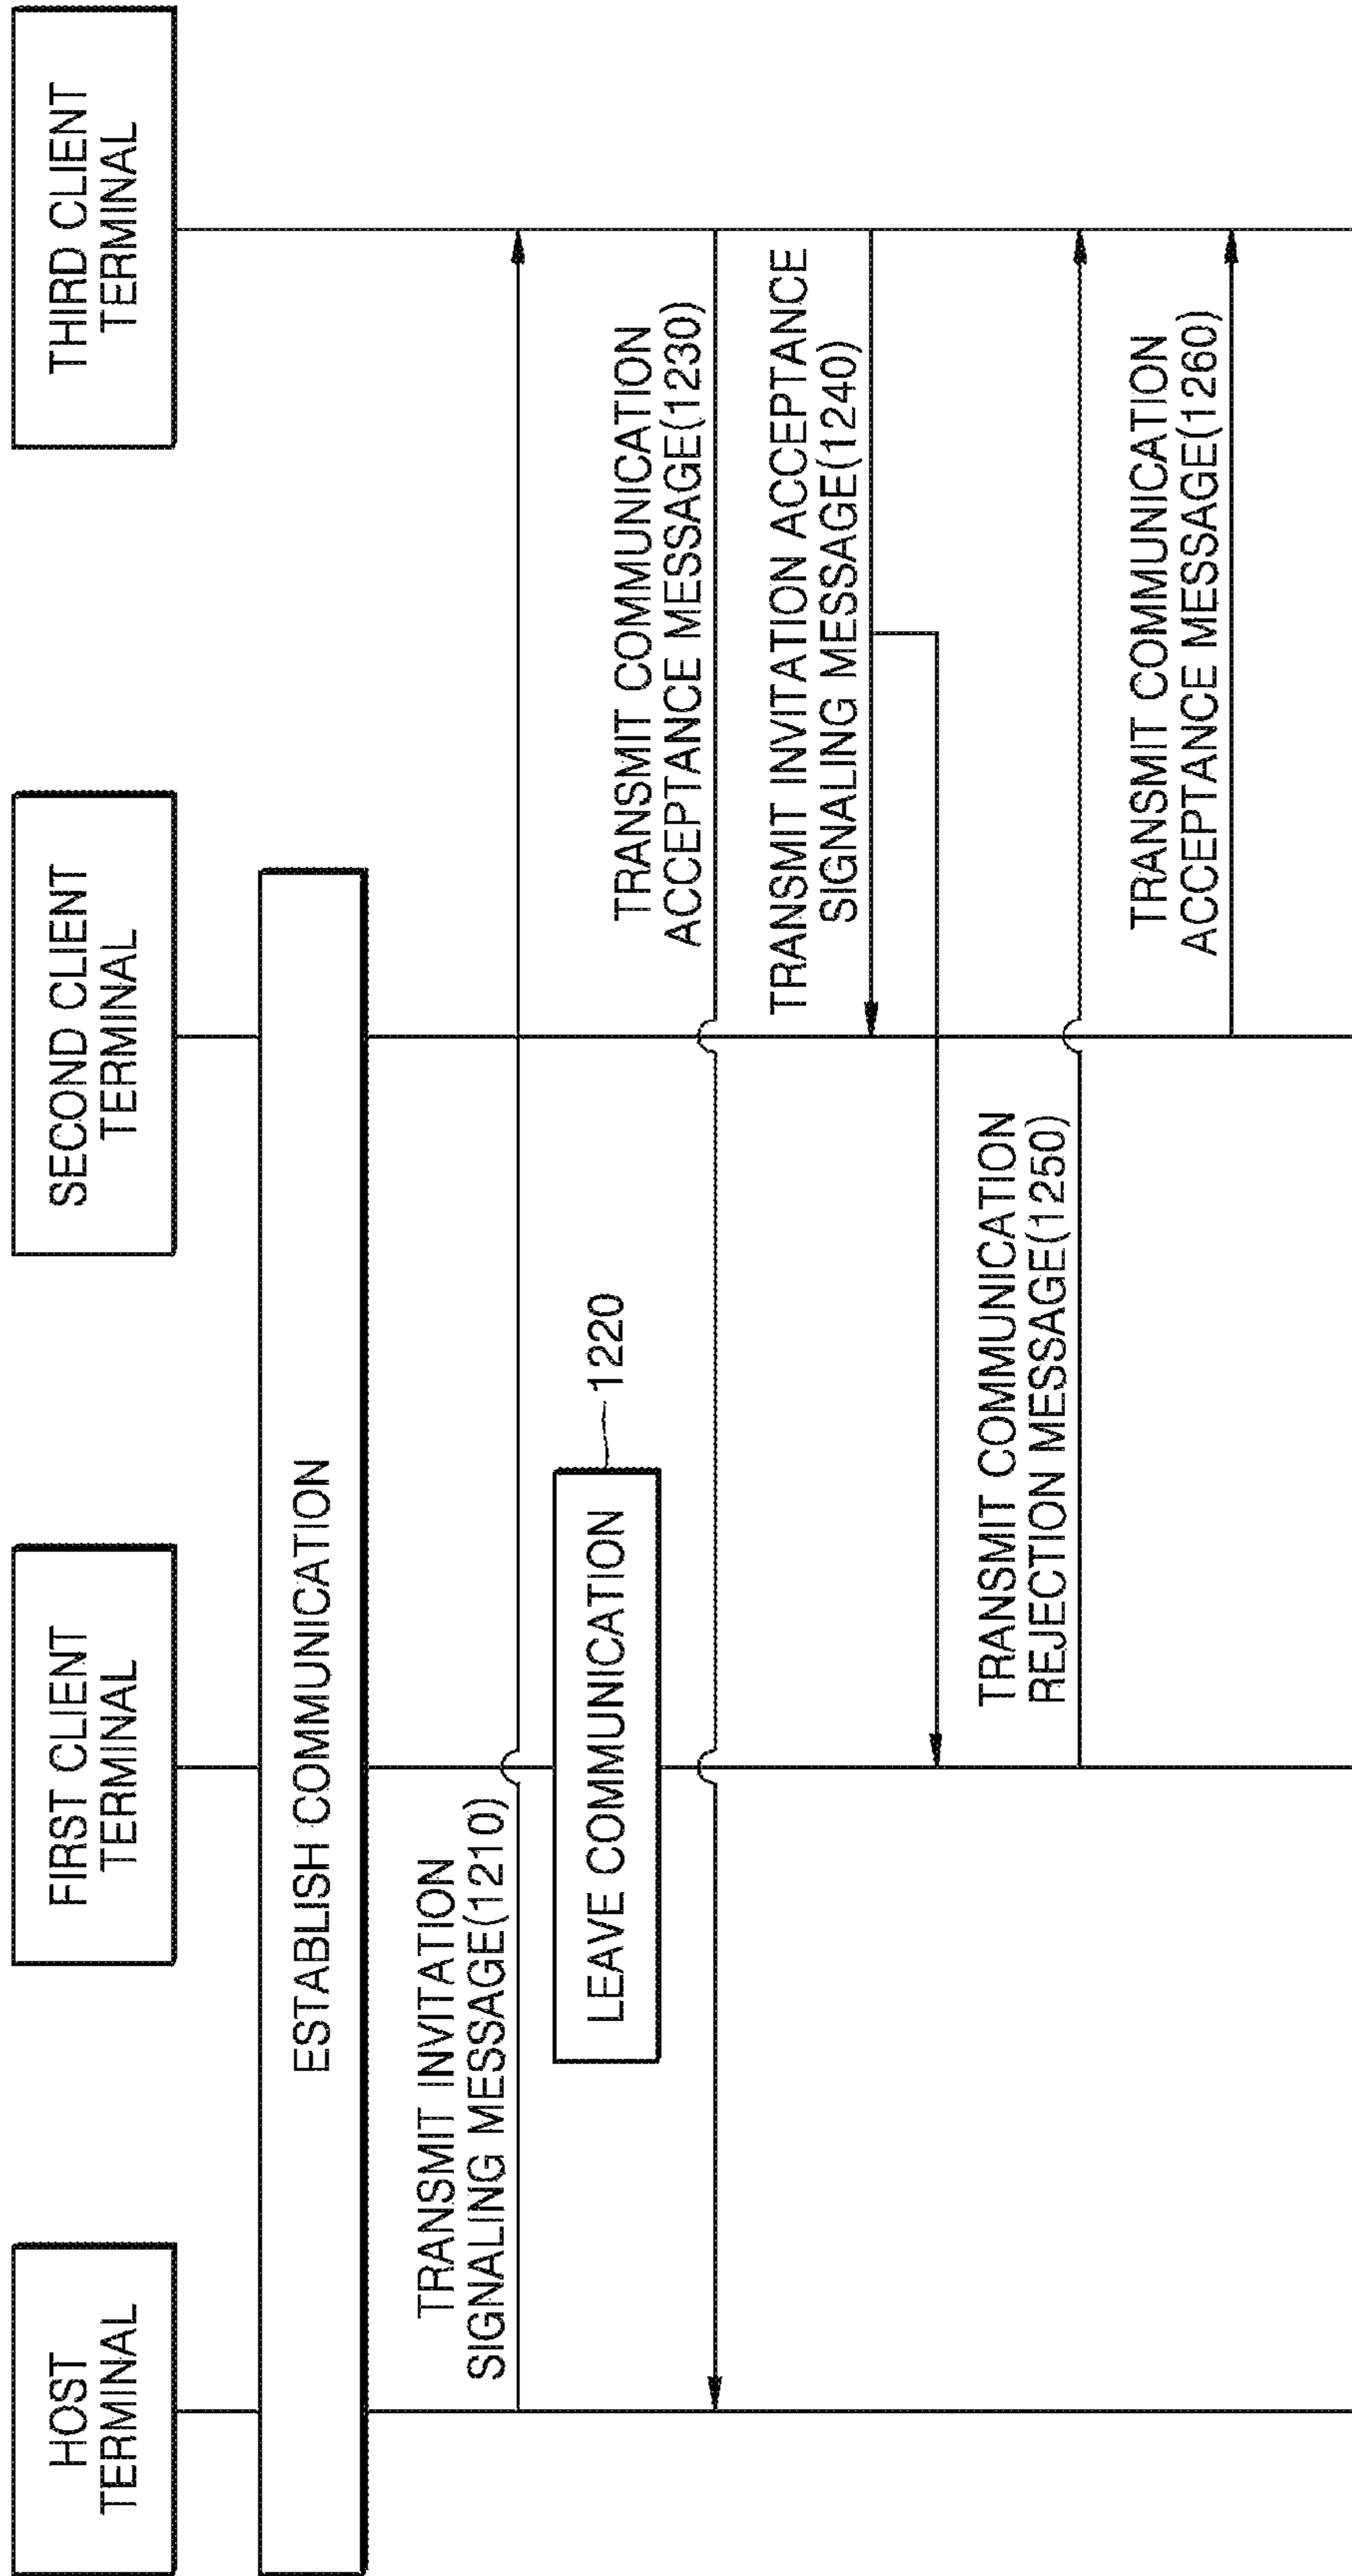 HOST
TERMINAL
FIRST CLIENT
TERMINAL
SECOND CLIENT
TERMINAL
THIRD CLIENT
TERMINAL
ESTABLISH COMMUNICATION
TRANSMIT INVITATION
SIGNALING MESSAGE(1210)
LEAVE COMMUNICATION
1220
TRANSMIT COMMUNICATION
ACCEPTANCE MESSAGE(1230)
TRANSMIT INVITATION ACCEPTANCE
SIGNALING MESSAGE(1240)
TRANSMIT COMMUNICATION
REJECTION MESSAGE(1250)
TRANSMIT COMMUNICATION
ACCEPTANCE MESSAGE(1260)